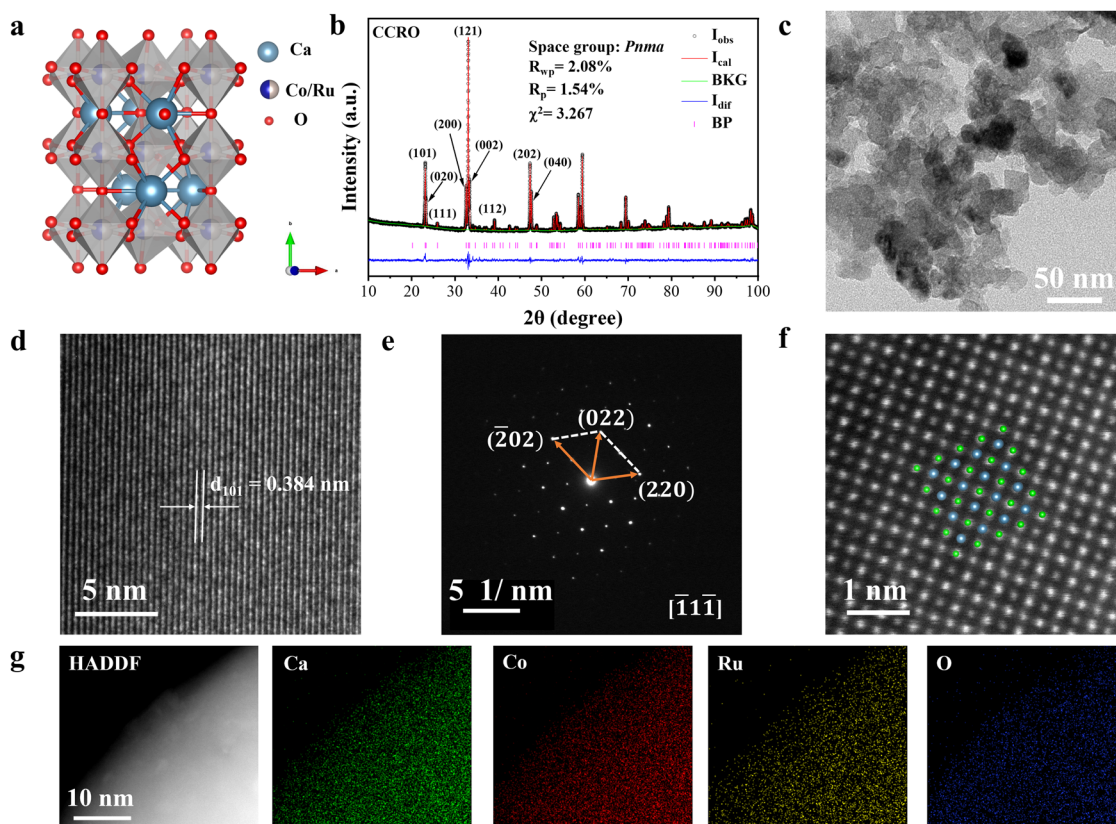 a
Ca
Co/Ru
O
b
a
b
CCRO
(121)
Space group: Pnma
R_wp= 2.08%
R_p= 1.54%
χ²= 3.267
I_obs
I_cal
BKG
I_dif
BP
(200)
(002)
(101)
(020)
(111)
(112)
(202)
(040)
Intensity (a.u.)
10 20 30 40 50 60 70 80 90 100
2θ (degree)
c
50 nm
d
d₁₀₁ = 0.384 nm
5 nm
e
(022)
(2̅02)
(220)
5 1/ nm
[1̅11̅]
f
1 nm
g
HADDF
10 nm
Ca
Co
Ru
O